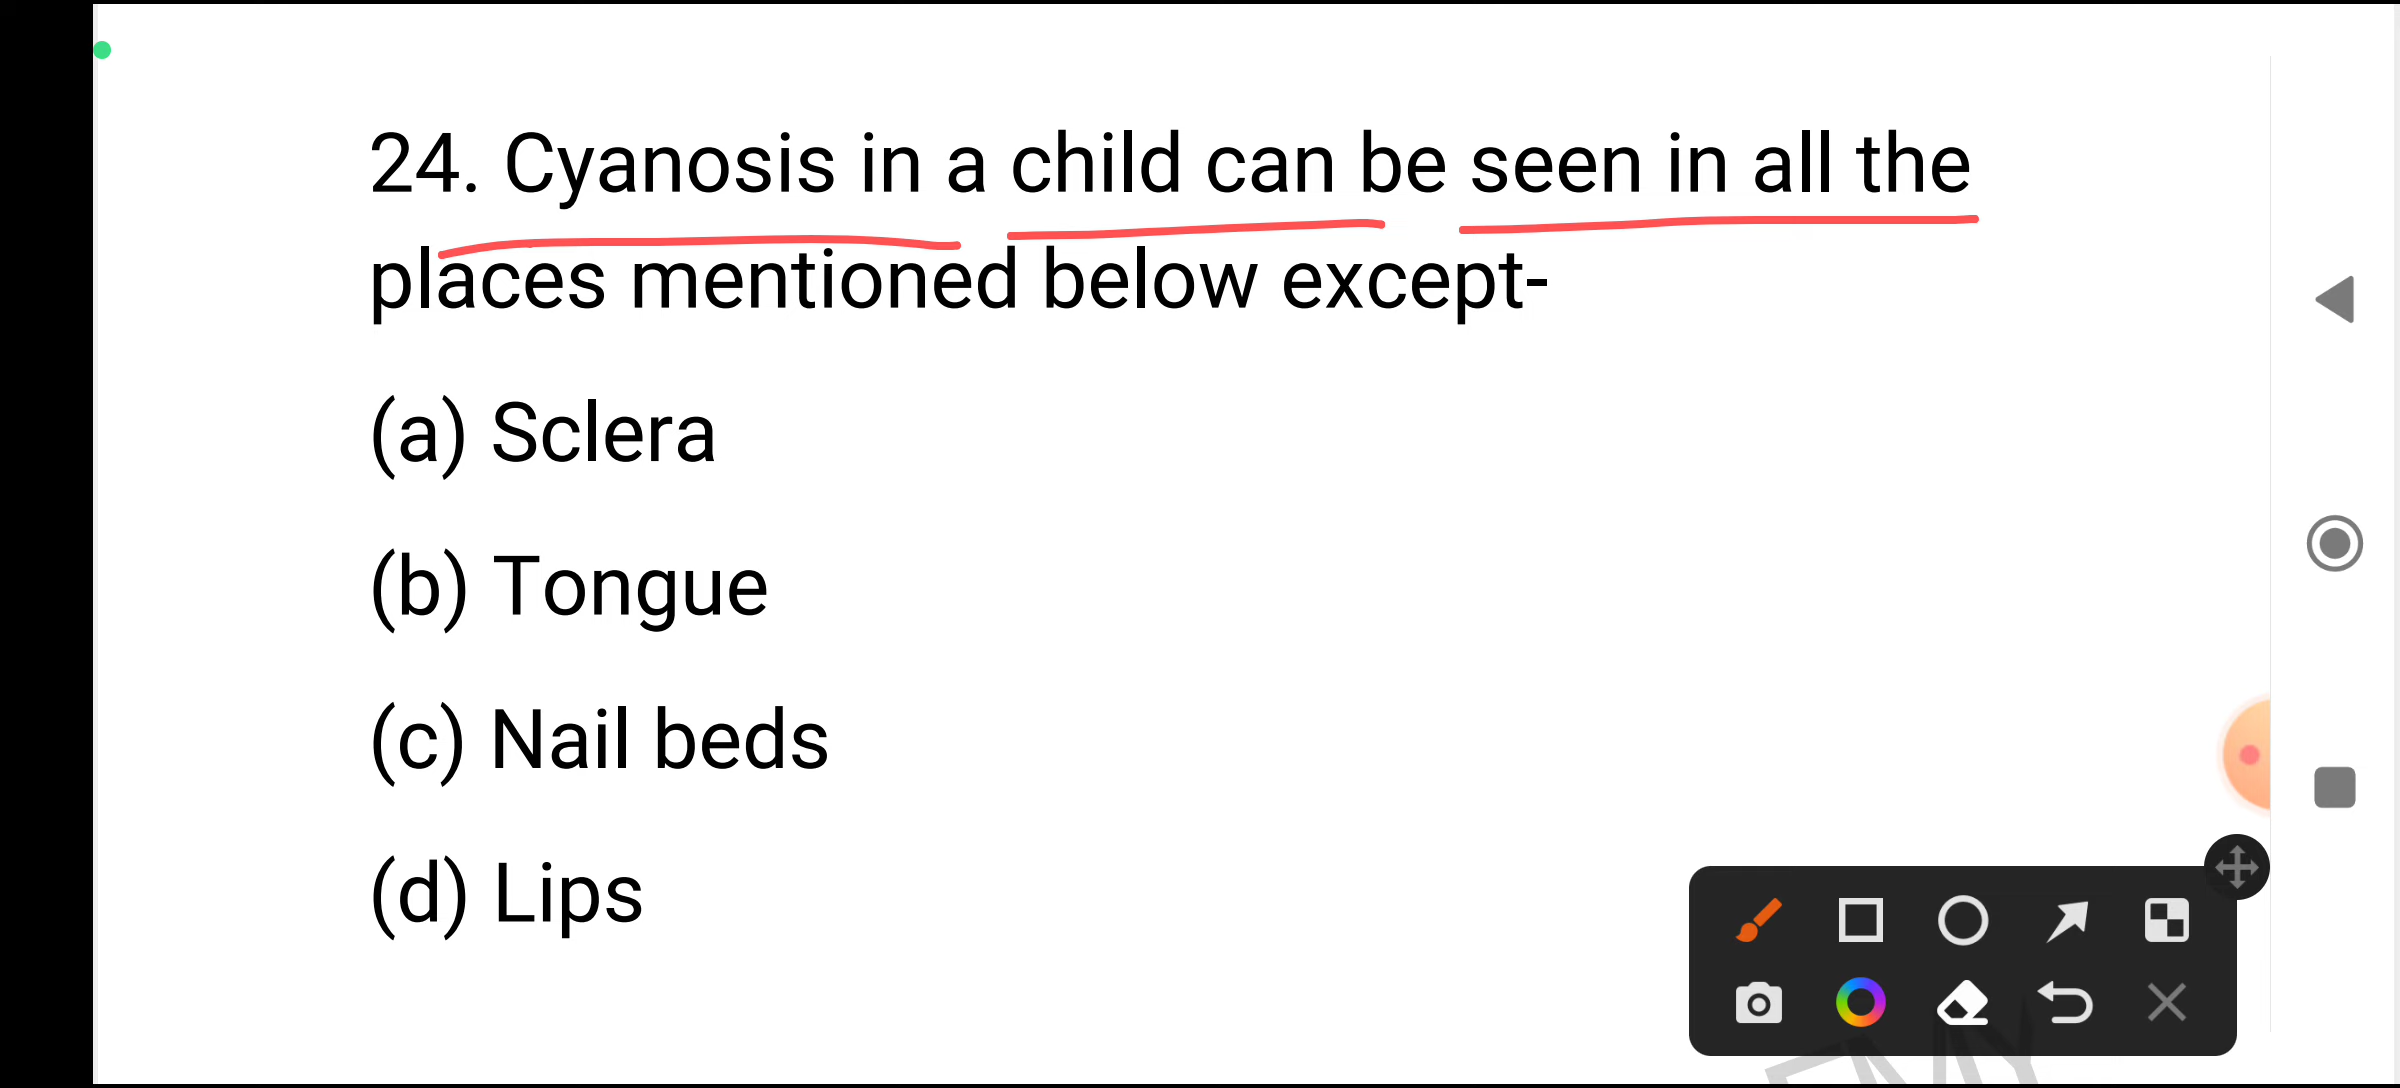 24. Cyanosis in a child can be seen in all the
places mentioned below except-
(a) Sclera
(b) Tongue
(c) Nail beds
(d) Lips